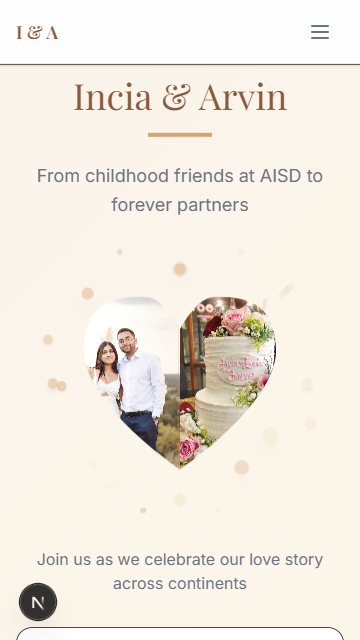 I & A
Incia & Arvin
From childhood friends at AISD to
forever partners
Join us as we celebrate our love story
across continents
N